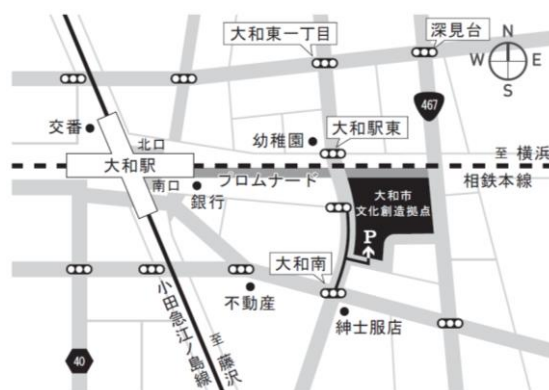 大和東一丁目
深見台
N
W E
S
467
交番
北口
幼稚園
大和駅東
至 横浜
大和駅
南口
プロムナード
相鉄本線
銀行
大和市
文化創造拠点
P
大和南
不動産
紳士服店
小田急江ノ島線
至 藤沢
40